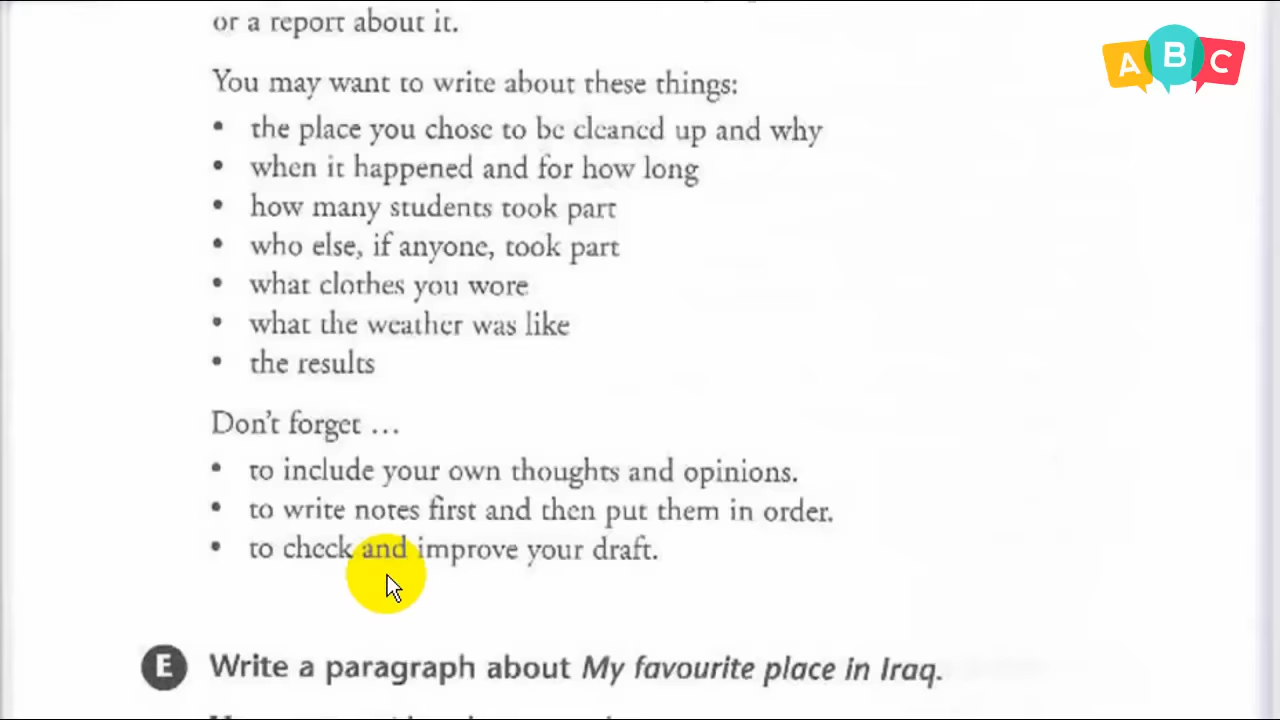 or a report about it.
A B C
You may want to write about these things:
• the place you chose to be cleaned up and why
• when it happened and for how long
• how many students took part
• who else, if anyone, took part
• what clothes you wore
• what the weather was like
• the results
Don't forget ...
• to include your own thoughts and opinions.
• to write notes first and then put them in order.
• to check and improve your draft.
E Write a paragraph about My favourite place in Iraq.